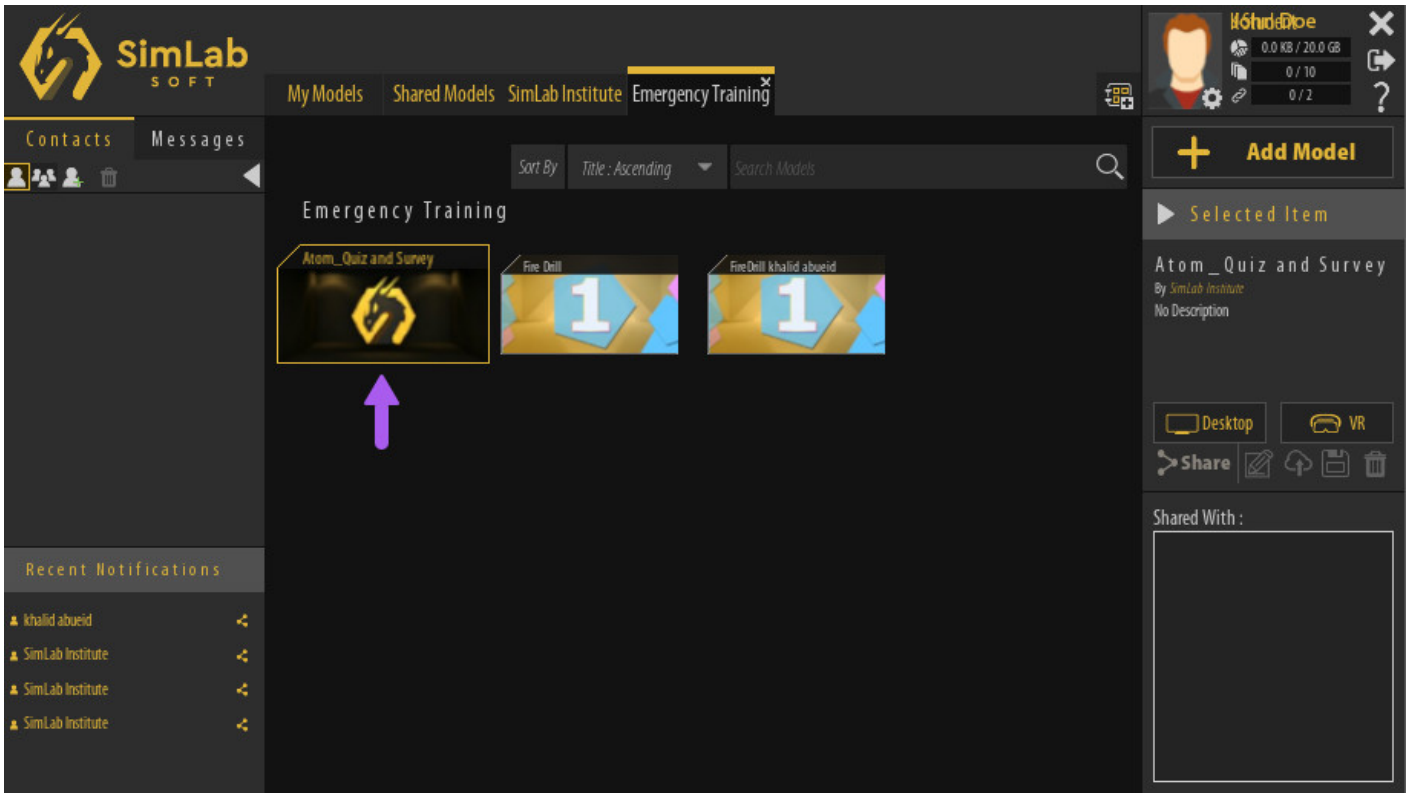 SimLab
SOFT
My Models
Shared Models
SimLab Institute
Emergency Training
0.0 KB / 20.0 GB
0 / 10
0 / 2
?
Contacts
Messages
Sort By
Title : Ascending
Search Models
Add Model
Emergency Training
Selected Item
Atom_Quiz and Survey
Fire Drill
1
FireDrill khalid abueid
1
Atom_Quiz and Survey
By SimLab Institute
No Description
Desktop
VR
Share
Shared With :
Recent Notifications
khalid abueid
SimLab Institute
SimLab Institute
SimLab Institute